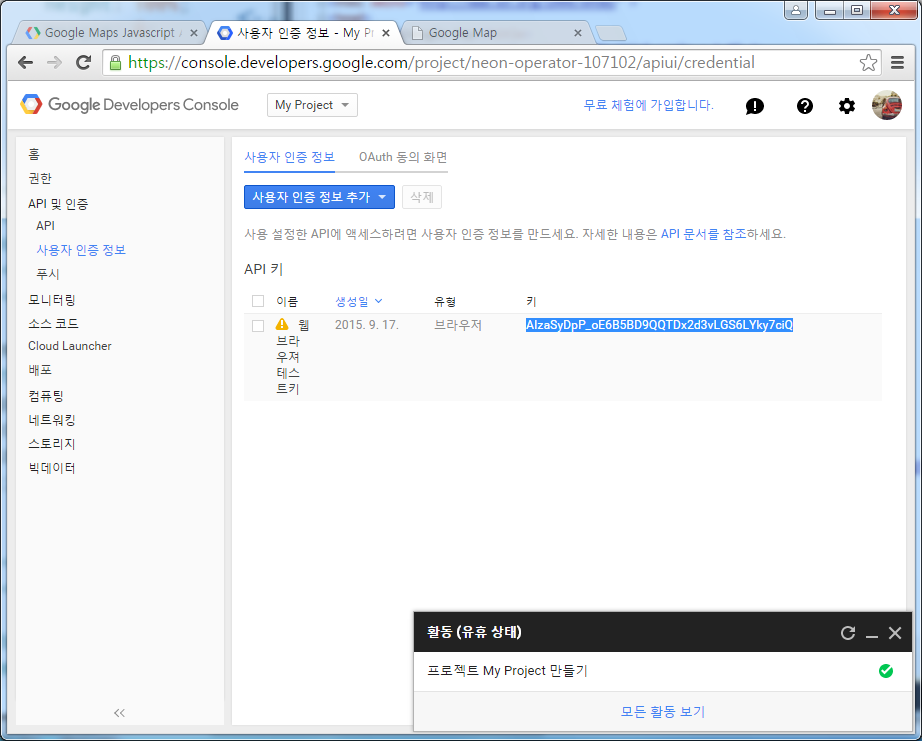 Google Maps Javascript
사용자 인증 정보 - My Pr
Google Map
https://console.developers.google.com/project/neon-operator-107102/apiui/credential
Google Developers Console
My Project
무료 체험에 가입합니다.
홈
권한
API 및 인증
API
사용자 인증 정보
푸시
모니터링
소스 코드
Cloud Launcher
배포
컴퓨팅
네트워킹
스토리지
빅데이터
사용자 인증 정보 OAuth 동의 화면
사용자 인증 정보 추가 삭제
사용 설정한 API에 액세스하려면 사용자 인증 정보를 만드세요. 자세한 내용은 API 문서를 참조하세요.
API 키
이름 생성일 유형 키
웹 2015. 9. 17. 브라우저 AIzaSyDpP_oE6B5BD9QQTDx2d3vLGS6LYky7ciQ
브라
우져
테스
트키
활동 (유휴 상태)
프로젝트 My Project 만들기
모든 활동 보기